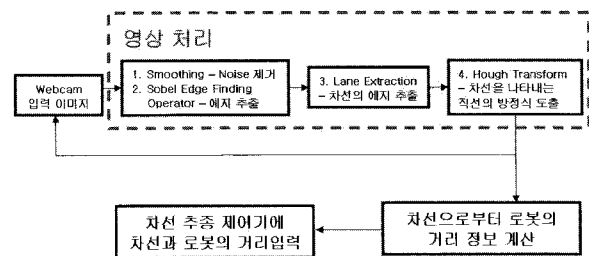 영상 처리
Webcam
입력 이미지
1. Smoothing – Noise 제거
2. Sobel Edge Finding
Operator – 에지 추출
3. Lane Extraction
– 차선의 에지 추출
4. Hough Transform
– 차선을 나타내는
직선의 방정식 도출
차선으로부터 로봇의
거리 정보 계산
차선 추종 제어기에
차선과 로봇의 거리입력